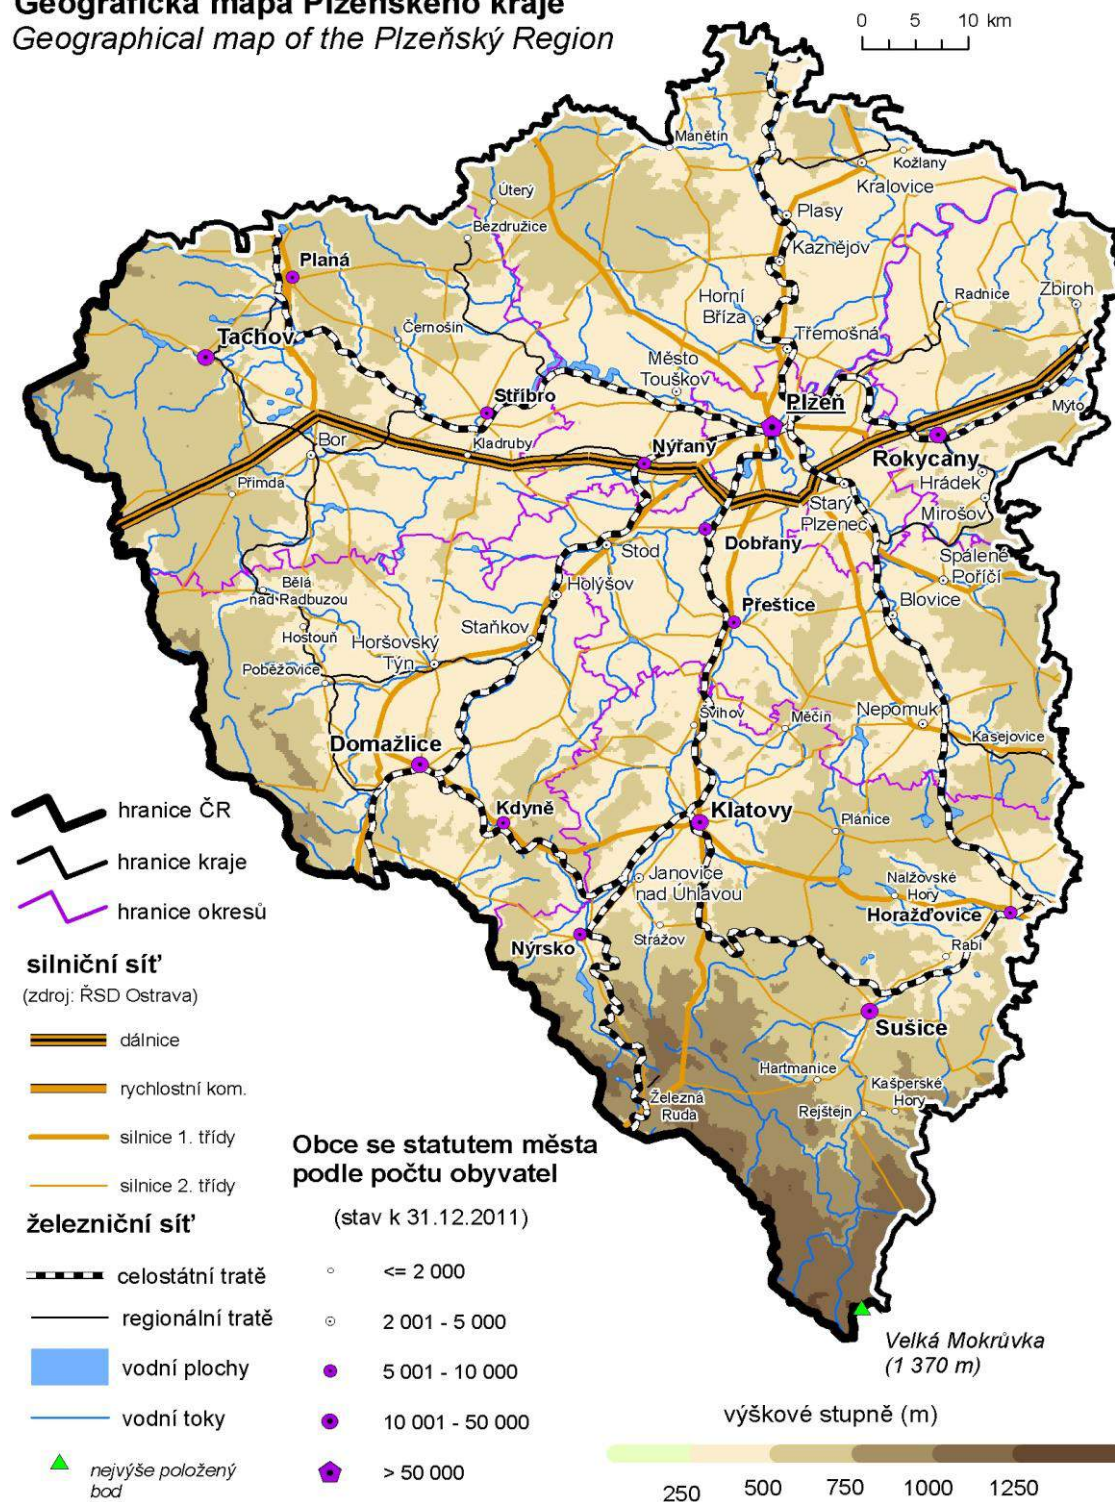 Geografická mapa Plzeňského kraje
Geographical map of the Plzeňský Region
0 5 10 km
Manětín
Kožlany
Kralovice
Úterý
Plasy
Bezdružice
Kaznějov
Planá
Horní
Bříza
Radnice
Zbiroh
Černošín
Tachov
Třemošná
Město
Touškov
Stříbro
Plzeň
Mýto
Bor
Kladruby
Nýřany
Rokycany
Přimda
Hrádek
Starý
Plzenec
Mirošov
Dobřany
Stod
Spálené
Poříčí
Bělá
nad Radbuzou
Holýšov
Blovice
Přeštice
Hostouň
Staňkov
Horšovský
Týn
Poběžovice
Švihov
Měčín
Nepomuk
Kasejovice
Domažlice
Kdyně
Klatovy
Plánice
Janovice
nad Úhlavou
Nalžovské
Hory
Horažďovice
Nýrsko
Strážov
Rabí
Sušice
Hartmanice
Kašperské
Hory
Železná
Ruda
Rejštejn
Velká Mokrůvka
(1 370 m)
hranice ČR
hranice kraje
hranice okresů
silniční síť
(zdroj: ŘSD Ostrava)
dálnice
rychlostní kom.
silnice 1. třídy
silnice 2. třídy
železniční síť
celostátní tratě
regionální tratě
vodní plochy
vodní toky
nejvýše položený
bod
Obce se statutem města
podle počtu obyvatel
(stav k 31.12.2011)
<= 2 000
2 001 - 5 000
5 001 - 10 000
10 001 - 50 000
> 50 000
výškové stupně (m)
250 500 750 1000 1250